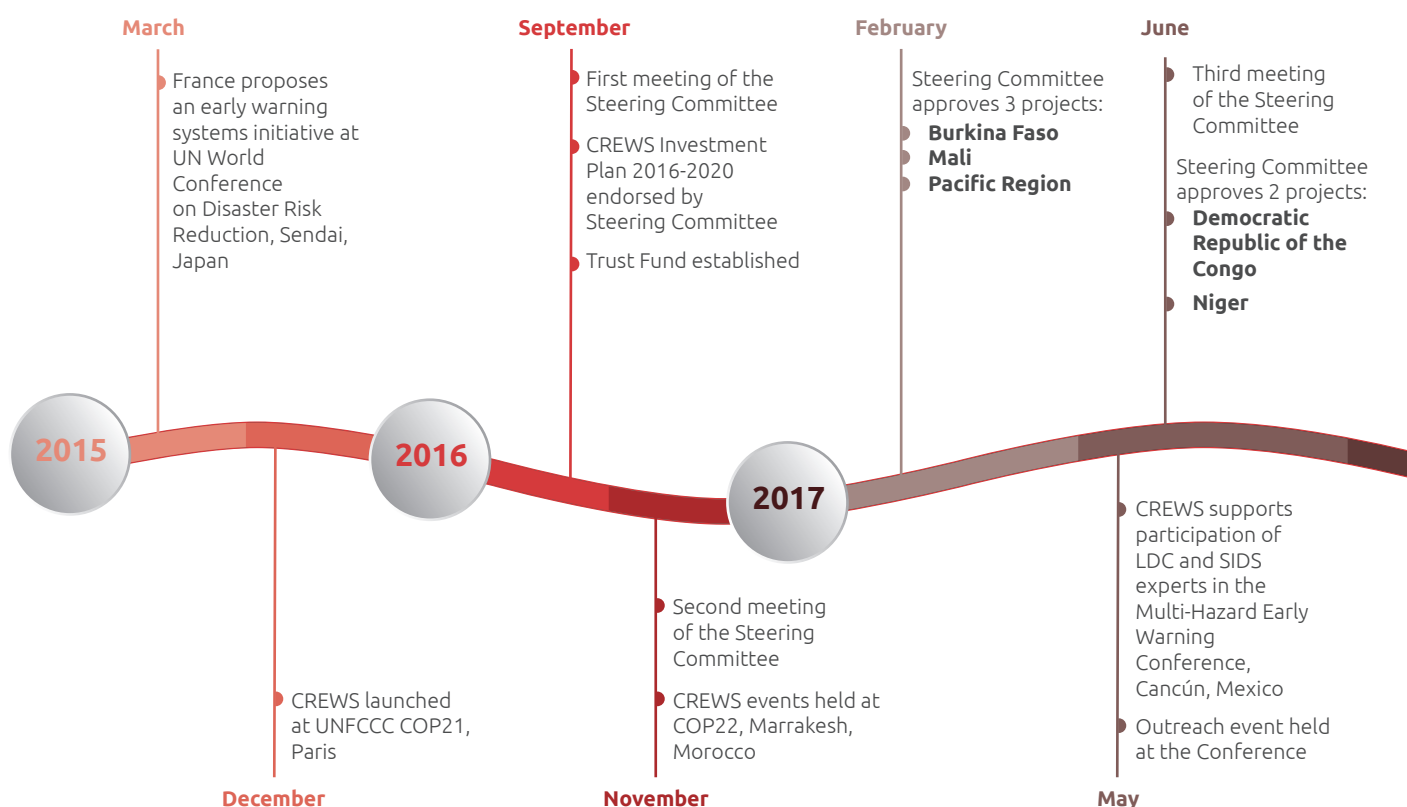 March
France proposes
an early warning
systems initiative at
UN World
Conference
on Disaster Risk
Reduction, Sendai,
Japan
September
First meeting of the
Steering Committee
CREWS Investment
Plan 2016-2020
endorsed by
Steering Committee
Trust Fund established
February
Steering Committee
approves 3 projects:
Burkina Faso
Mali
Pacific Region
June
Third meeting
of the Steering
Committee
Steering Committee
approves 2 projects:
Democratic
Republic of the
Congo
Niger
2015
2016
2017
CREWS launched
at UNFCCC COP21,
Paris
December
Second meeting
of the Steering
Committee
CREWS events held at
COP22, Marrakesh,
Morocco
November
CREWS supports
participation of
LDC and SIDS
experts in the
Multi-Hazard Early
Warning
Conference,
Cancún, Mexico
Outreach event held
at the Conference
May